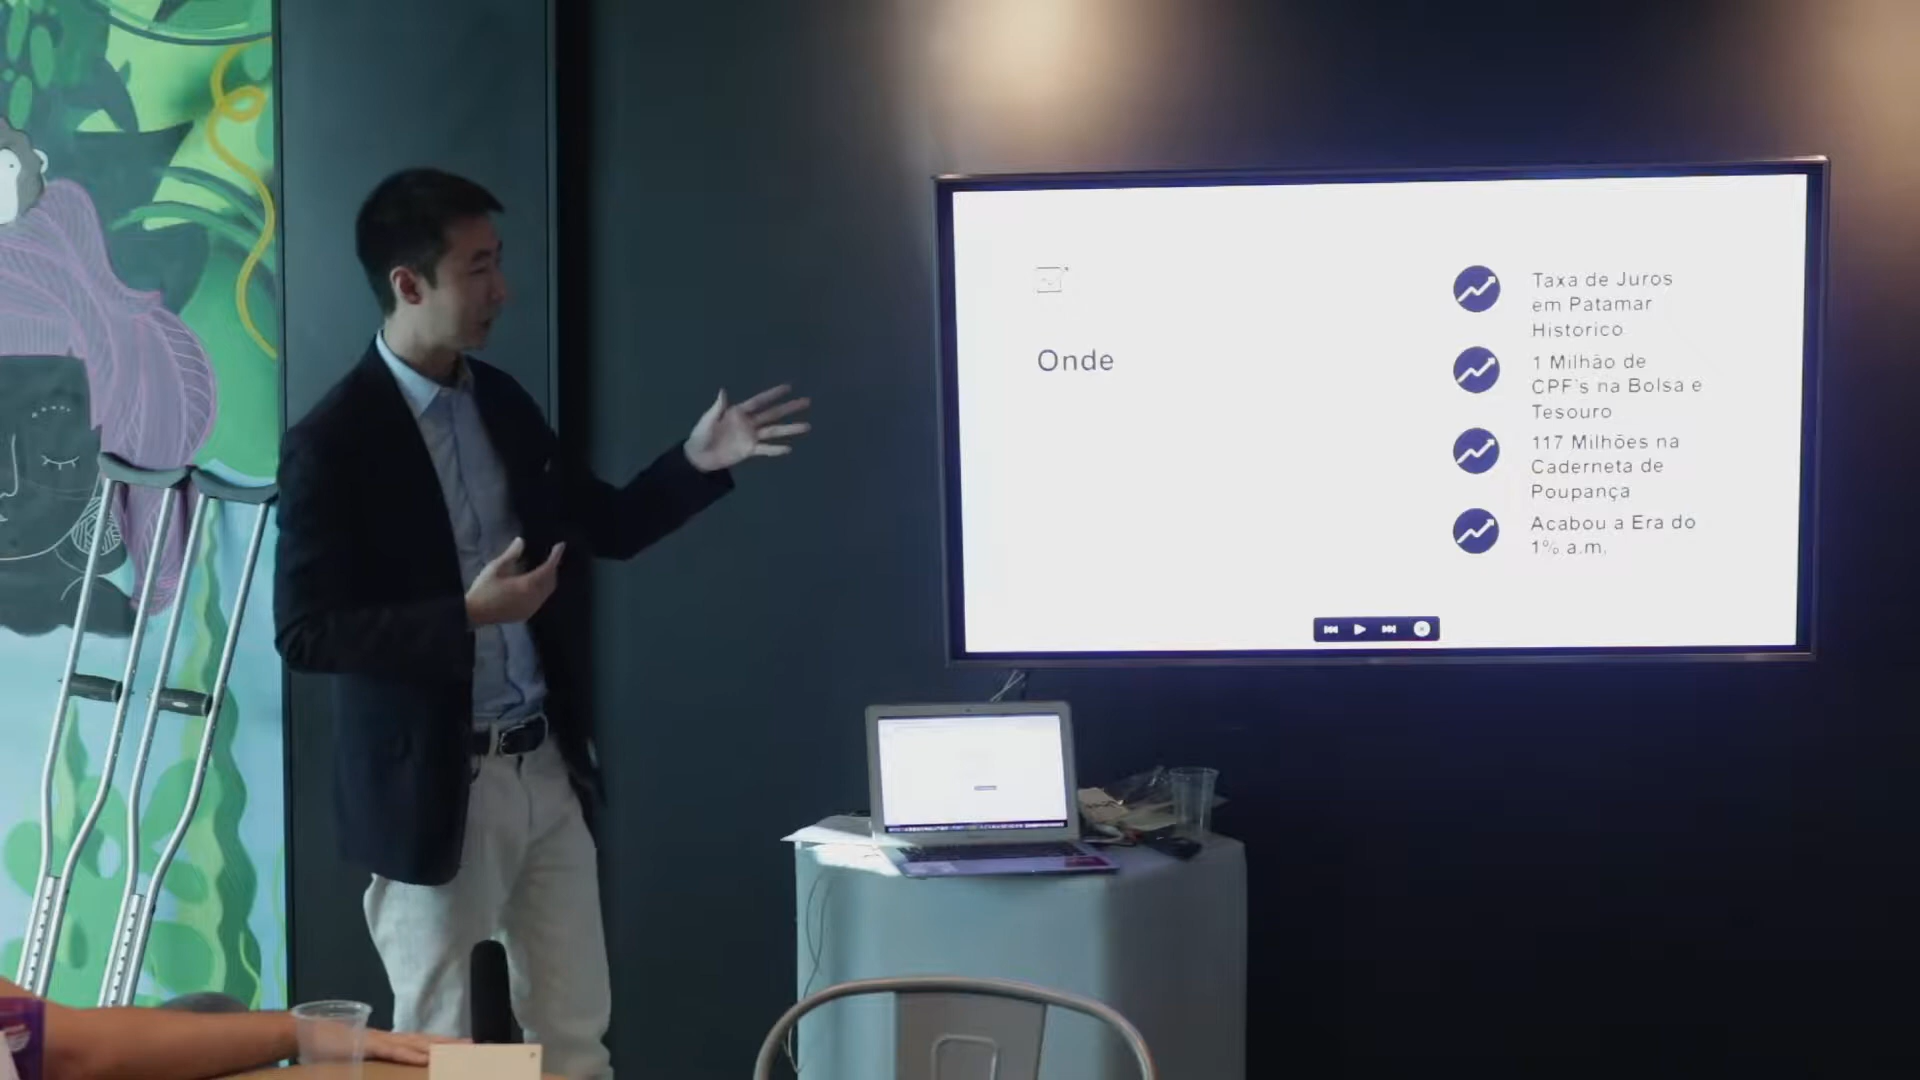 Onde
Taxa de Juros
em Patamar
Historico
1 Milhão de
CPF's na Bolsa e
Tesouro
117 Milhões na
Caderneta de
Poupança
Acabou a Era do
1% a.m.